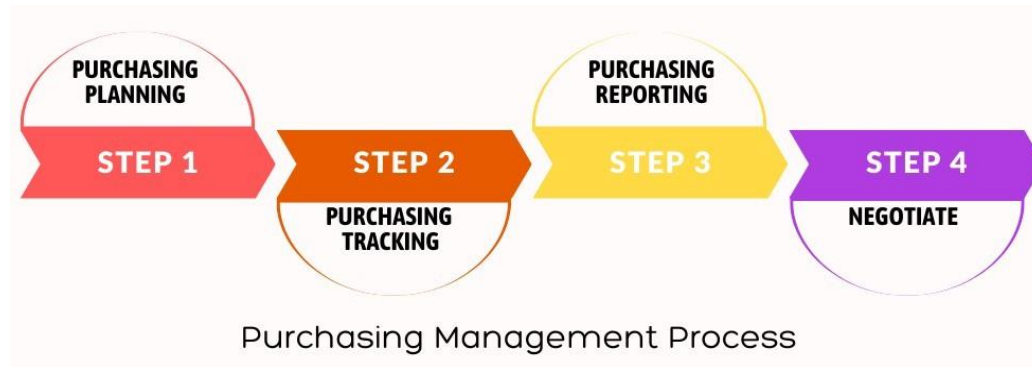 PURCHASING
PLANNING
STEP 1
STEP 2
PURCHASING
TRACKING
PURCHASING
REPORTING
STEP 3
STEP 4
NEGOTIATE
Purchasing Management Process